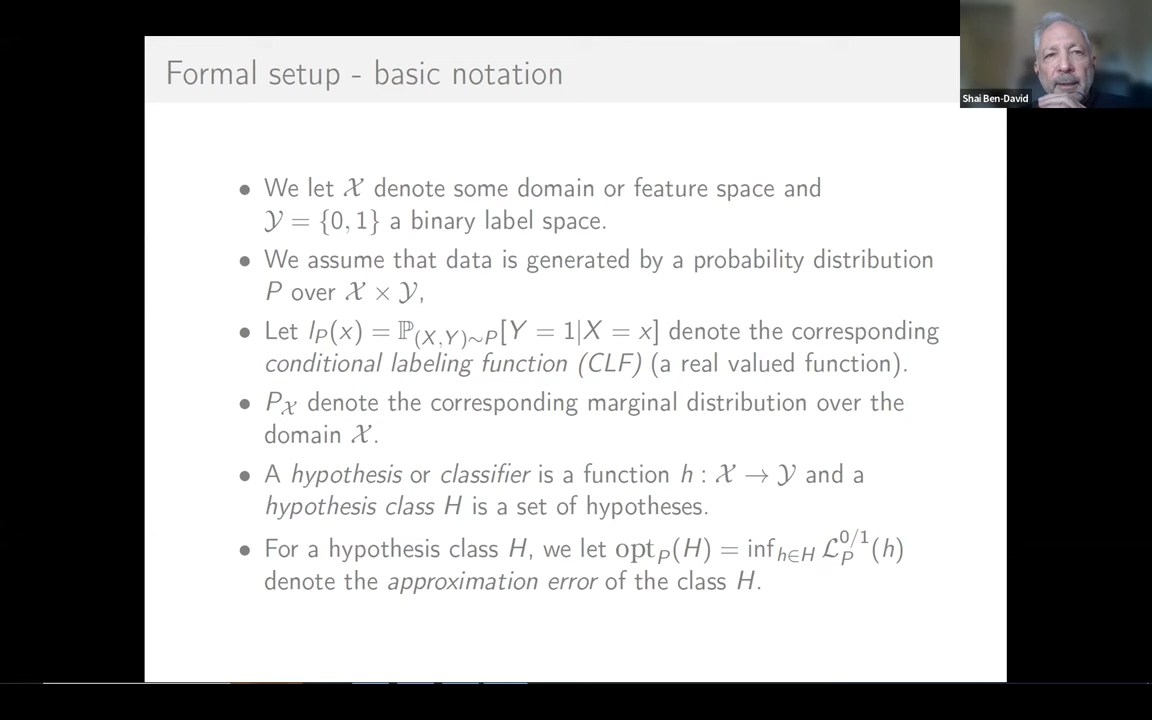 Formal setup - basic notation
Shai Ben-David
• We let 𝒳 denote some domain or feature space and
𝒴 = {0, 1} a binary label space.
• We assume that data is generated by a probability distribution
P over 𝒳 × 𝒴,
• Let l_P(x) = ℙ_{(X,Y)∼P}[Y = 1|X = x] denote the corresponding
conditional labeling function (CLF) (a real valued function).
• P_𝒳 denote the corresponding marginal distribution over the
domain 𝒳.
• A hypothesis or classifier is a function h : 𝒳 → 𝒴 and a
hypothesis class H is a set of hypotheses.
• For a hypothesis class H, we let opt_P(H) = inf_{h∈H} ℒ_P^{0/1}(h)
denote the approximation error of the class H.